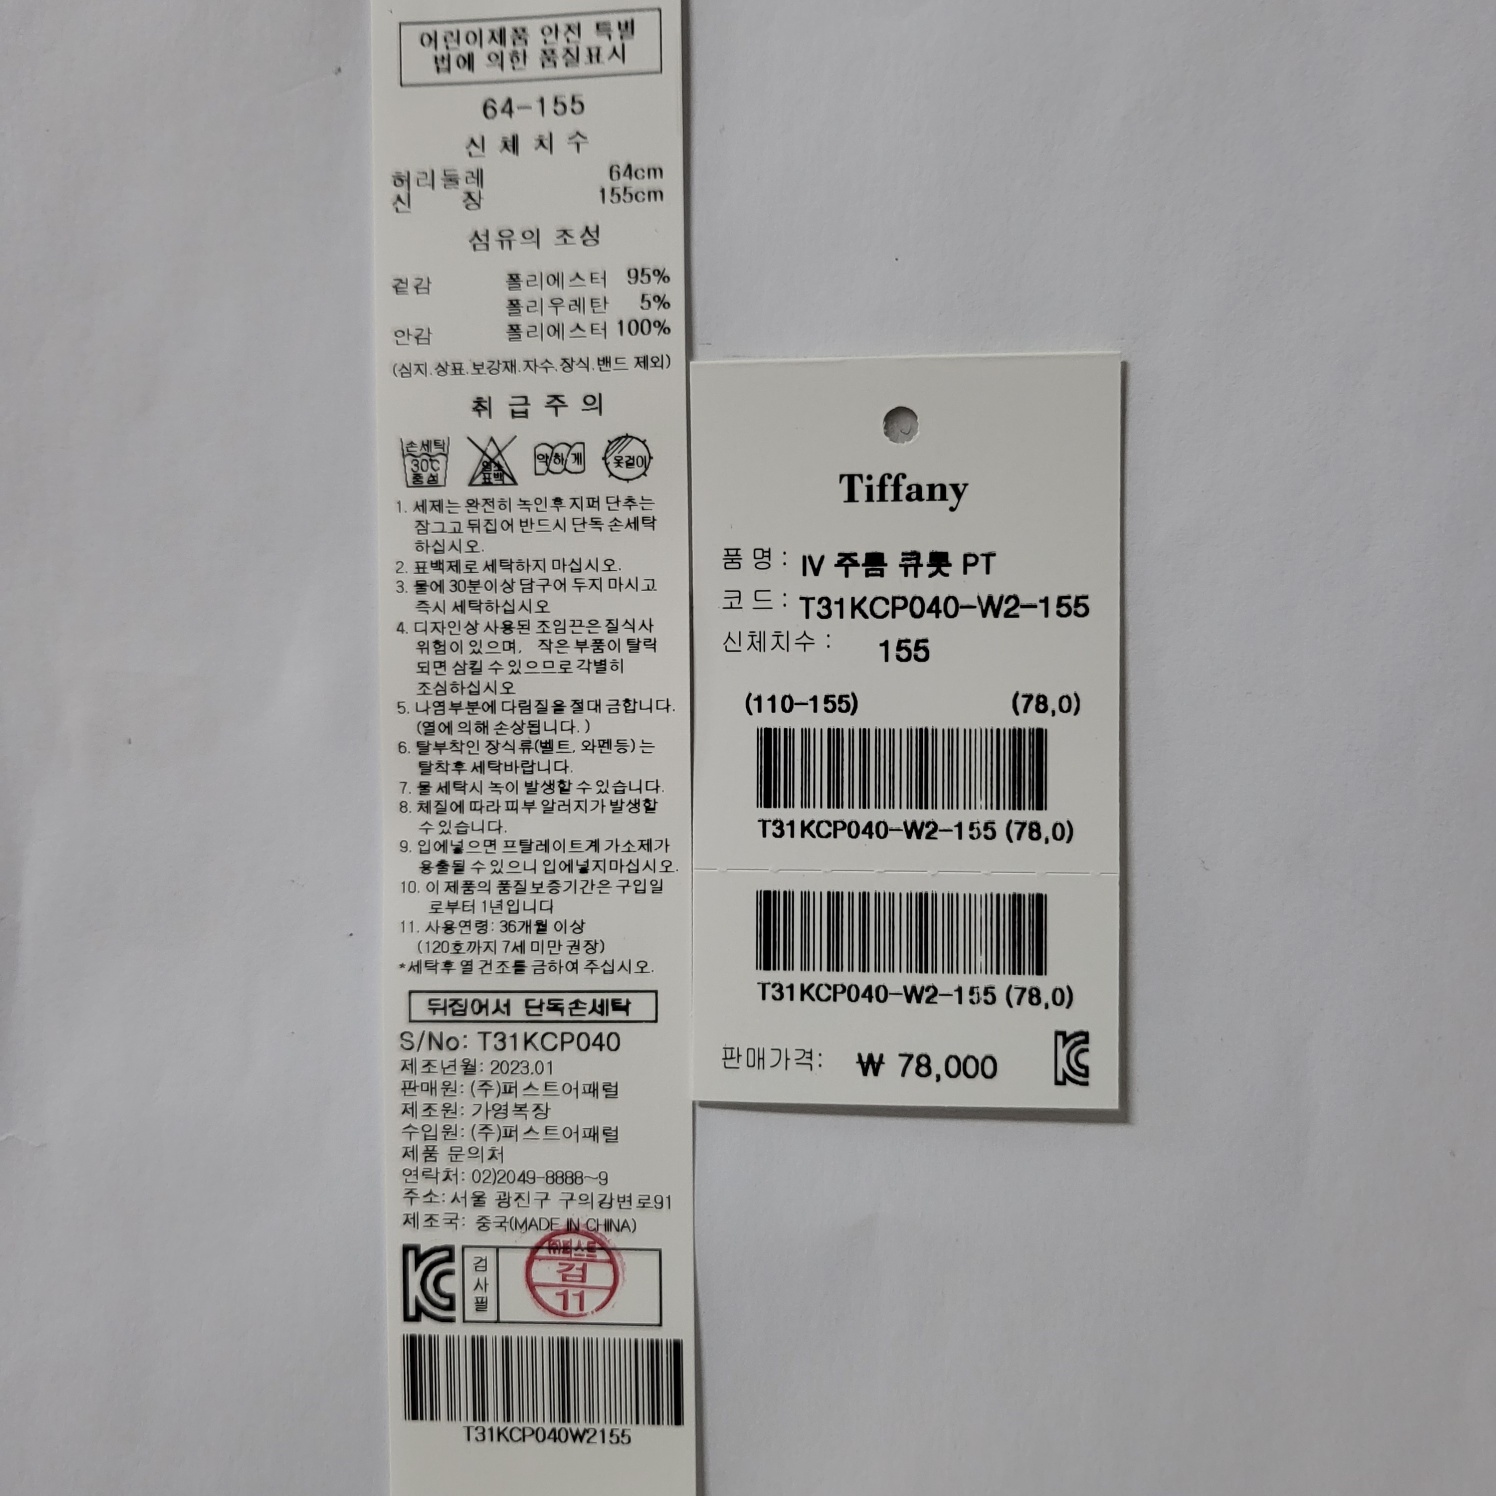 어린이제품 안전 특별
법에 의한 품질표시
64-155
신 체 치 수
허리둘레 64cm
신 장 155cm
섬유의 조성
겉감 폴리에스터 95%
폴리우레탄 5%
안감 폴리에스터 100%
(심지.상표.보강재.자수.장식.밴드 제외)
취 급 주 의
손세탁 30℃ 중성
염소 표백
약하게
옷걸이
1. 세제는 완전히 녹인후 지퍼 단추는
잠그고 뒤집어 반드시 단독 손세탁
하십시오.
2. 표백제로 세탁하지 마십시오.
3. 물에 30분이상 담구어 두지 마시고
즉시 세탁하십시오
4. 디자인상 사용된 조임끈은 질식사
위험이 있으며, 작은 부품이 탈락
되면 삼킬 수 있으므로 각별히
조심하십시오
5. 나염부분에 다림질을 절대 금합니다.
(열에 의해 손상됩니다. )
6. 탈부착인 장식류(벨트, 와펜등) 는
탈착후 세탁바랍니다.
7. 물 세탁시 녹이 발생할 수 있습니다.
8. 체질에 따라 피부 알러지가 발생할
수 있습니다.
9. 입에넣으면 프탈레이트계 가소제가
용출될 수 있으니 입에넣지마십시오.
10. 이 제품의 품질보증기간은 구입일
로부터 1년입니다
11. 사용연령: 36개월 이상
(120호까지 7세 미만 권장)
*세탁후 열 건조를 금하여 주십시오.
뒤집어서 단독손세탁
S/No: T31KCP040
제조년월: 2023.01
판매원: (주)퍼스트어패럴
제조원: 가영복장
수입원: (주)퍼스트어패럴
제품 문의처
연락처: 02)2049-8888~9
주소: 서울 광진구 구의강변로91
제조국: 중국(MADE IN CHINA)
KC 검사필
㈜퍼스트
검
11
T31KCP040W2155
Tiffany
품 명 : IV 주름 큐롯 PT
코 드 : T31KCP040-W2-155
신체치수 : 155
(110-155) (78,0)
T31KCP040-W2-155 (78,0)
T31KCP040-W2-155 (78,0)
판매가격: ₩ 78,000 KC